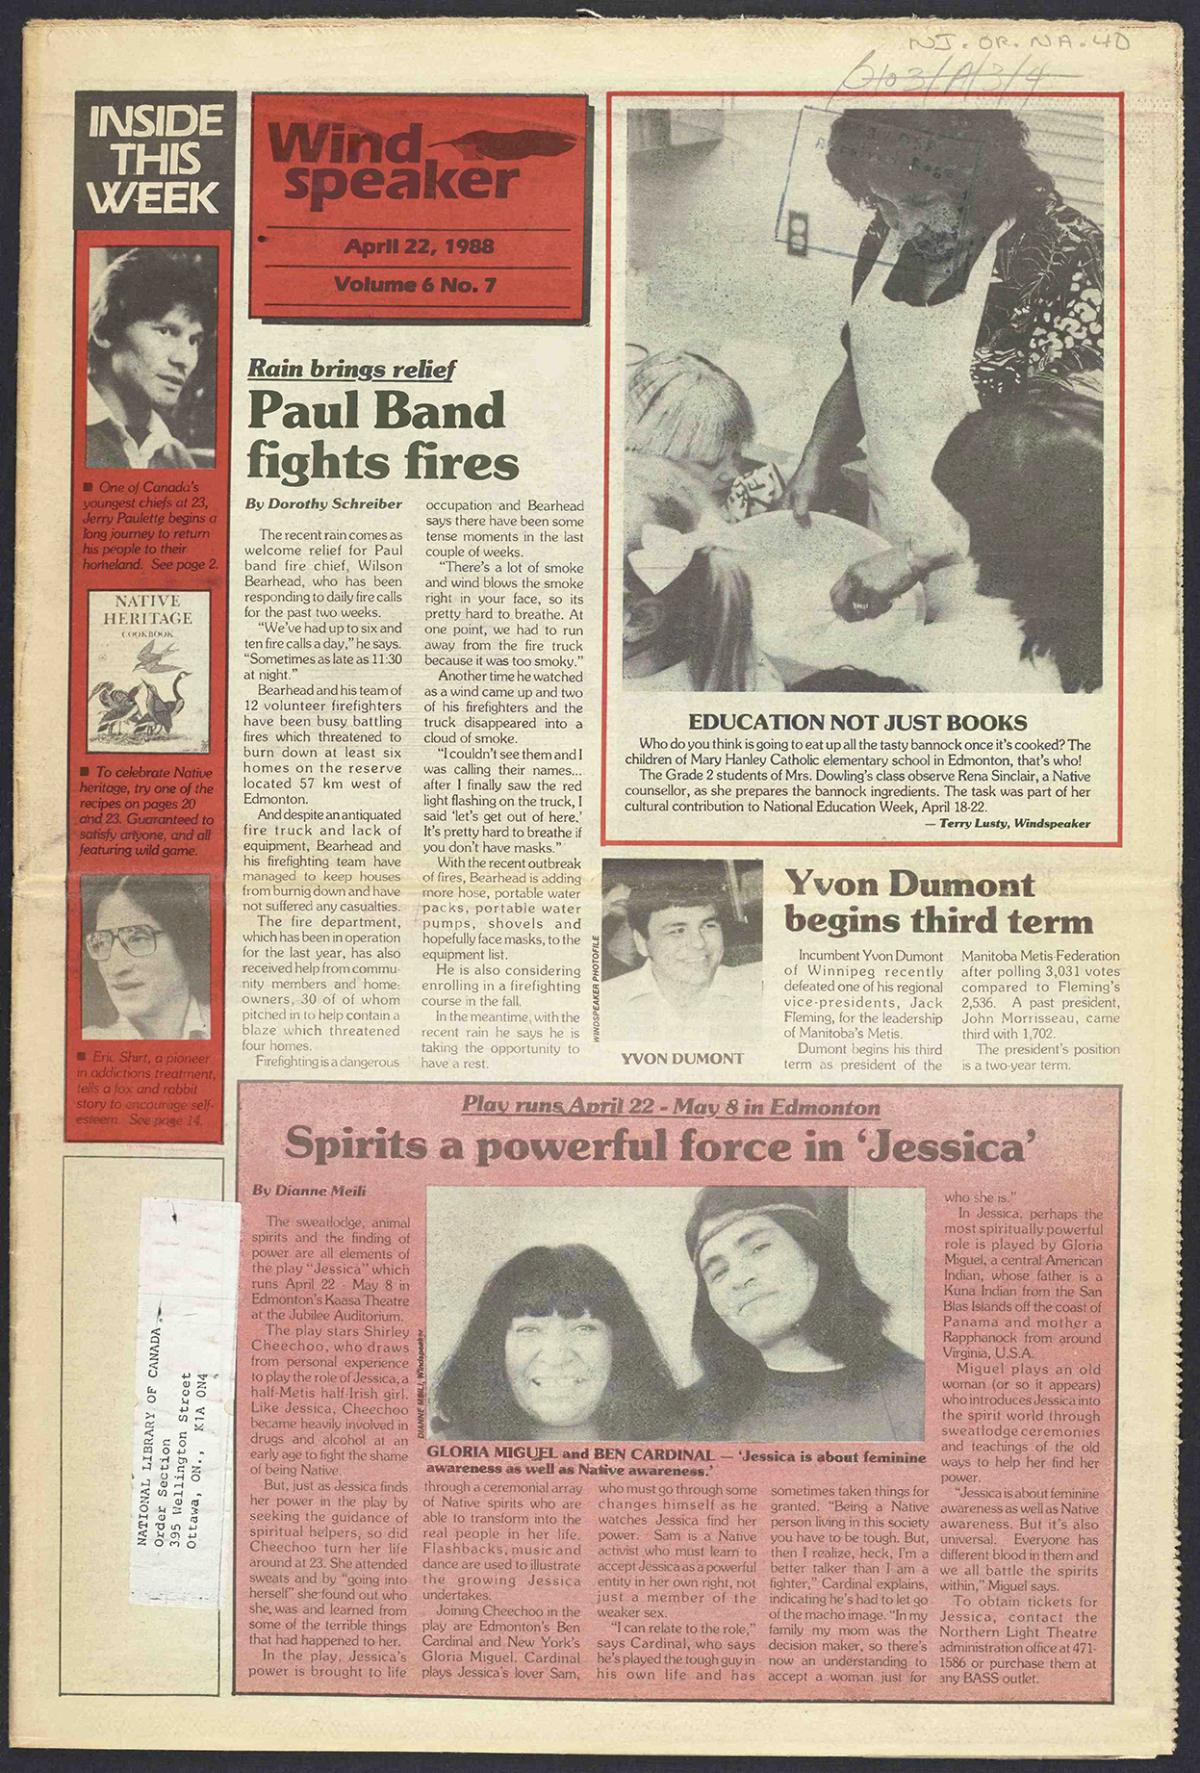 NJ.OR.NA.40
INSIDE
THIS
WEEK
■ One of Canada's
youngest chiefs at 23,
Jerry Paulette begins a
long journey to return
his people to their
homeland. See page 2.
NATIVE
HERITAGE
COOKBOOK
■ To celebrate Native
heritage, try one of the
recipes on pages 20
and 23. Guaranteed to
satisfy anyone, and all
featuring wild game.
■ Eric Shirt, a pioneer
in addictions treatment,
tells a fox and rabbit
story to encourage self-
esteem. See page 14.
Wind
speaker
April 22, 1988
Volume 6 No. 7
Rain brings relief
Paul Band
fights fires
By Dorothy Schreiber
The recent rain comes as
welcome relief for Paul
band fire chief, Wilson
Bearhead, who has been
responding to daily fire calls
for the past two weeks.
"We've had up to six and
ten fire calls a day," he says.
"Sometimes as late as 11:30
at night."
Bearhead and his team of
12 volunteer firefighters
have been busy battling
fires which threatened to
burn down at least six
homes on the reserve
located 57 km west of
Edmonton.
And despite an antiquated
fire truck and lack of
equipment, Bearhead and
his firefighting team have
managed to keep houses
from burnig down and have
not suffered any casualties.
The fire department,
which has been in operation
for the last year, has also
received help from commu-
nity members and home-
owners, 30 of of whom
pitched in to help contain a
blaze which threatened
four homes.
Firefighting is a dangerous
occupation and Bearhead
says there have been some
tense moments in the last
couple of weeks.
"There's a lot of smoke
and wind blows the smoke
right in your face, so its
pretty hard to breathe. At
one point, we had to run
away from the fire truck
because it was too smoky."
Another time he watched
as a wind came up and two
of his firefighters and the
truck disappeared into a
cloud of smoke.
"I couldn't see them and I
was calling their names...
after I finally saw the red
light flashing on the truck, I
said 'let's get out of here.'
It's pretty hard to breathe if
you don't have masks."
With the recent outbreak
of fires, Bearhead is adding
more hose, portable water
packs, portable water
pumps, shovels and
hopefully face masks, to the
equipment list.
He is also considering
enrolling in a firefighting
course in the fall.
In the meantime, with the
recent rain he says he is
taking the opportunity to
have a rest.
EDUCATION NOT JUST BOOKS
Who do you think is going to eat up all the tasty bannock once it's cooked? The
children of Mary Hanley Catholic elementary school in Edmonton, that's who!
The Grade 2 students of Mrs. Dowling's class observe Rena Sinclair, a Native
counsellor, as she prepares the bannock ingredients. The task was part of her
cultural contribution to National Education Week, April 18-22.
— Terry Lusty, Windspeaker
WINDSPEAKER PHOTOFILE
YVON DUMONT
Yvon Dumont
begins third term
Incumbent Yvon Dumont
of Winnipeg recently
defeated one of his regional
vice-presidents, Jack
Fleming, for the leadership
of Manitoba's Metis.
Dumont begins his third
term as president of the
Manitoba Metis Federation
after polling 3,031 votes
compared to Fleming's
2,536. A past president,
John Morrisseau, came
third with 1,702.
The president's position
is a two-year term.
Play runs April 22 - May 8 in Edmonton
Spirits a powerful force in 'Jessica'
By Dianne Meili
The sweatlodge, animal
spirits and the finding of
power are all elements of
the play "Jessica" which
runs April 22 - May 8 in
Edmonton's Kaasa Theatre
at the Jubilee Auditorium.
The play stars Shirley
Cheechoo, who draws
from personal experience
to play the role of Jessica, a
half-Metis half-Irish girl.
Like Jessica, Cheechoo
became heavily involved in
drugs and alcohol at an
early age to fight the shame
of being Native.
But, just as Jessica finds
her power in the play by
seeking the guidance of
spiritual helpers, so did
Cheechoo turn her life
around at 23. She attended
sweats and by "going into
herself" she found out who
she was and learned from
some of the terrible things
that had happened to her.
In the play, Jessica's
power is brought to life
DIANNE MEILI, Windspeaker
GLORIA MIGUEL and BEN CARDINAL — 'Jessica is about feminine
awareness as well as Native awareness.'
through a ceremonial array
of Native spirits who are
able to transform into the
real people in her life.
Flashbacks, music and
dance are used to illustrate
the growing Jessica
undertakes.
Joining Cheechoo in the
play are Edmonton's Ben
Cardinal and New York's
Gloria Miguel. Cardinal
plays Jessica's lover Sam,
who must go through some
changes himself as he
watches Jessica find her
power. Sam is a Native
activist who must learn to
accept Jessica as a powerful
entity in her own right, not
just a member of the
weaker sex.
"I can relate to the role,"
says Cardinal, who says
he's played the tough guy in
his own life and has
sometimes taken things for
granted. "Being a Native
person living in this society
you have to be tough. But,
then I realize, heck, I'm a
better talker than I am a
fighter," Cardinal explains,
indicating he's had to let go
of the macho image. "In my
family my mom was the
decision maker, so there's
now an understanding to
accept a woman just for
who she is."
In Jessica, perhaps the
most spiritually powerful
role is played by Gloria
Miguel, a central American
Indian, whose father is a
Kuna Indian from the San
Blas Islands off the coast of
Panama and mother a
Rapphanock from around
Virginia, U.S.A.
Miguel plays an old
woman (or so it appears)
who introduces Jessica into
the spirit world through
sweatlodge ceremonies
and teachings of the old
ways to help her find her
power.
"Jessica is about feminine
awareness as well as Native
awareness. But it's also
universal. Everyone has
different blood in them and
we all battle the spirits
within," Miguel says.
To obtain tickets for
Jessica, contact the
Northern Light Theatre
administration office at 471-
1586 or purchase them at
any BASS outlet.
NATIONAL LIBRARY OF CANADA
Order Section
395 Wellington Street
Ottawa, ON., K1A 0N4